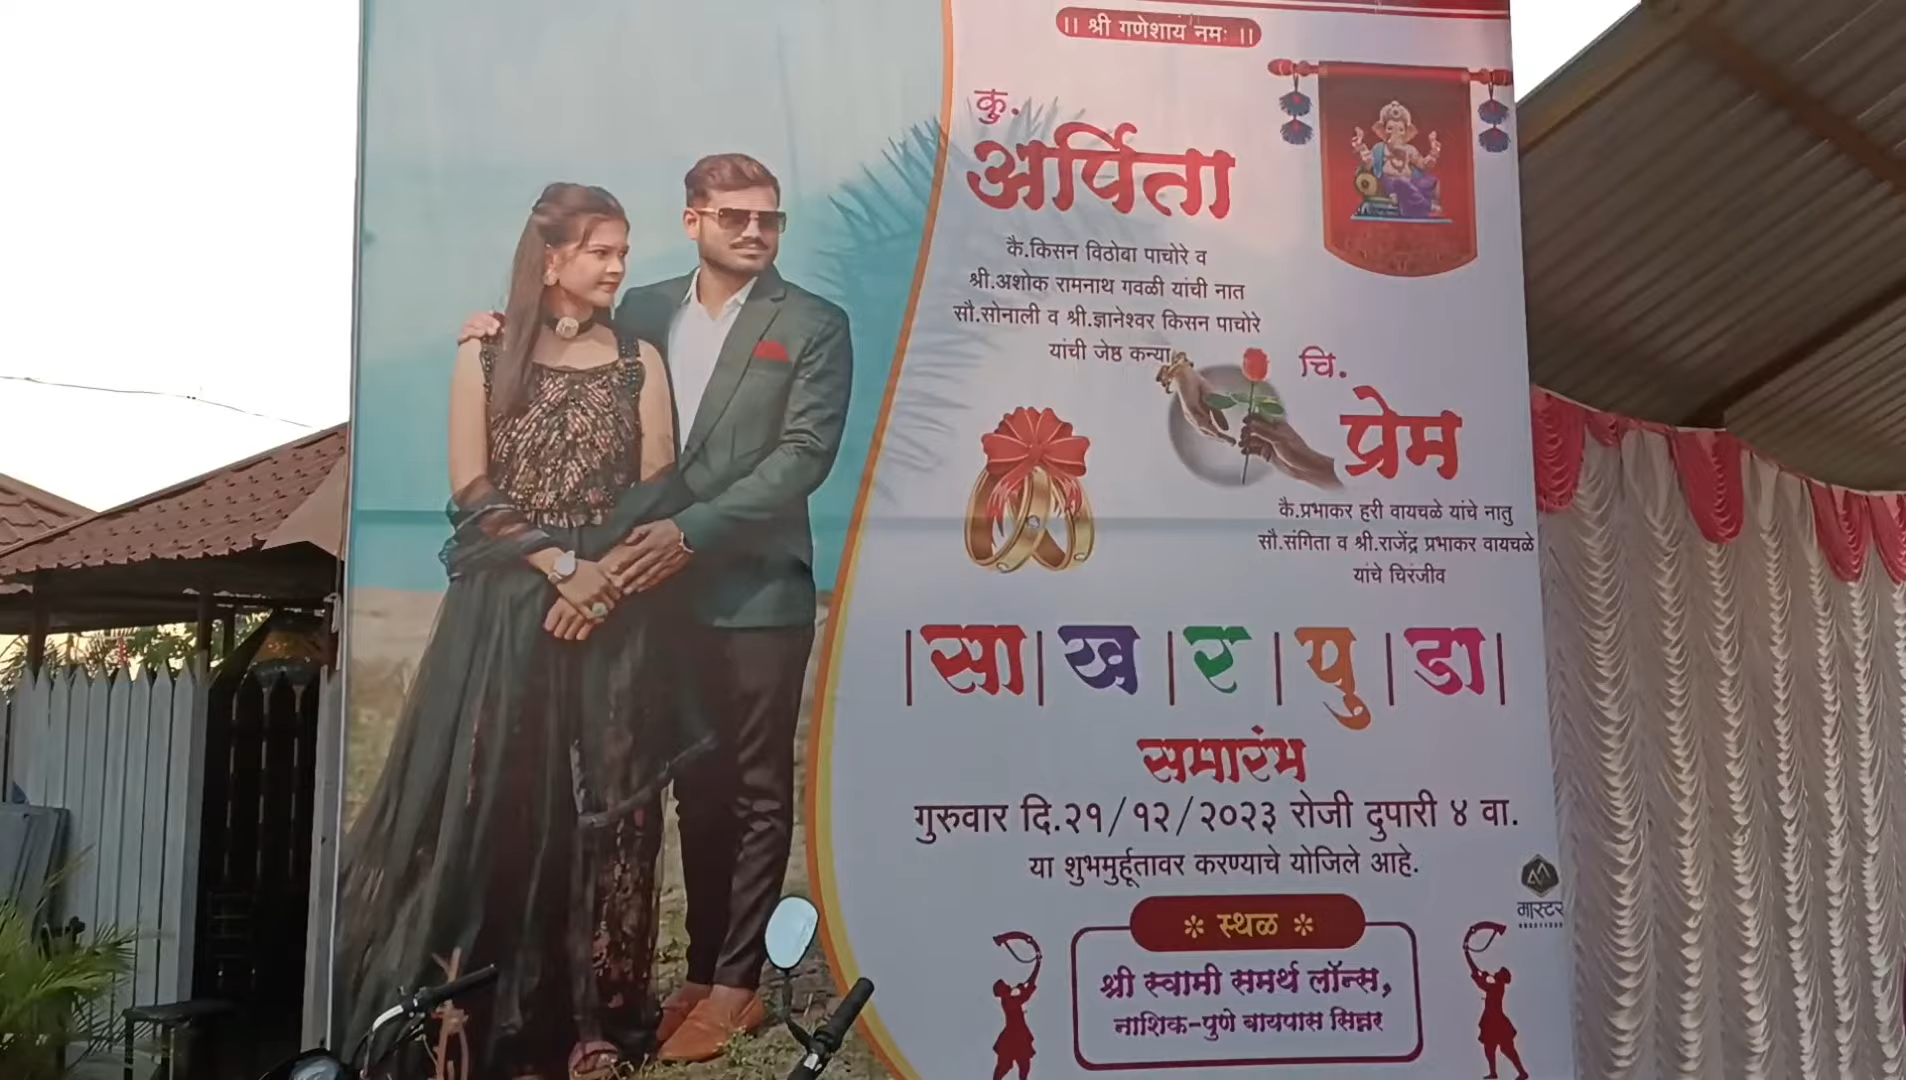 ।। श्री गणेशाय नमः ।।
कु.
अर्पिता
कै.किसन विठोबा पाचोरे व
श्री.अशोक रामनाथ गवळी यांची नात
सौ.सोनाली व श्री.ज्ञानेश्वर किसन पाचोरे
यांची जेष्ठ कन्या
चि.
प्रेम
कै.प्रभाकर हरी वायचळे यांचे नातु
सौ.संगिता व श्री.राजेंद्र प्रभाकर वायचळे
यांचे चिरंजीव
|सा|ख|र|पु|डा|
समारंभ
गुरुवार दि.२१/१२/२०२३ रोजी दुपारी ४ वा.
या शुभमुर्हूतावर करण्याचे योजिले आहे.
मास्टर
* स्थळ *
श्री स्वामी समर्थ लॉन्स,
नाशिक-पुणे बायपास सिन्नर